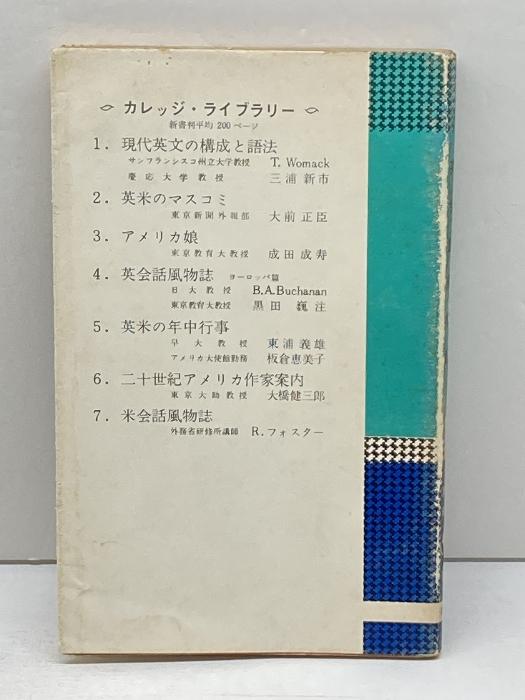 カレッジ・ライブラリー
新書判平均200ページ
1. 現代英文の構成と語法
サンフランシスコ州立大学教授 T. Womack
慶応大学教授 三浦新市
2. 英米のマスコミ
東京新聞外報部 大前正臣
3. アメリカ娘
東京教育大教授 成田成寿
4. 英会話風物誌 ヨーロッパ篇
日大教授 B.A.Buchanan
東京教育大教授 黒田巍注
5. 英米の年中行事
早大教授 東浦義雄
アメリカ大使館勤務 板倉恵美子
6. 二十世紀アメリカ作家案内
東京大助教授 大橋健三郎
7. 米会話風物誌
外務省研修所講師 R.フォスター